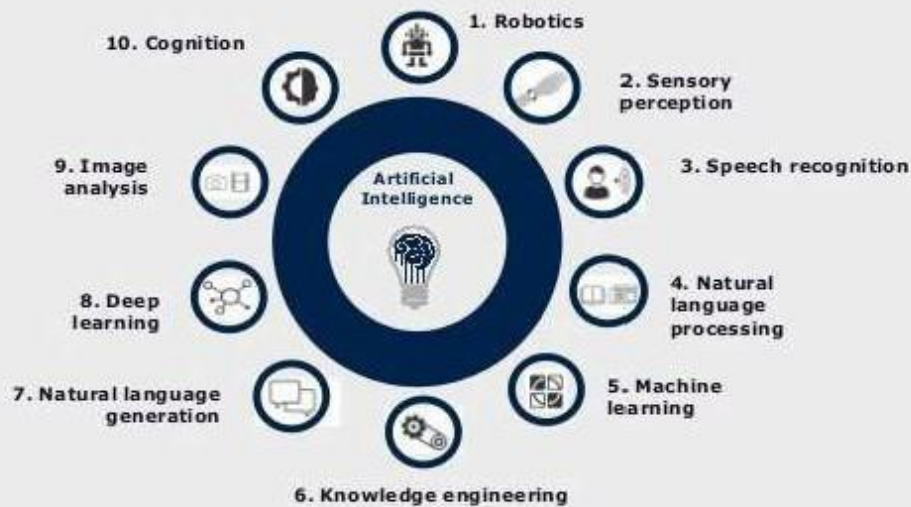 1. Robotics
2. Sensory
perception
3. Speech recognition
4. Natural
language
processing
5. Machine
learning
6. Knowledge engineering
7. Natural language
generation
8. Deep
learning
9. Image
analysis
10. Cognition
Artificial
Intelligence